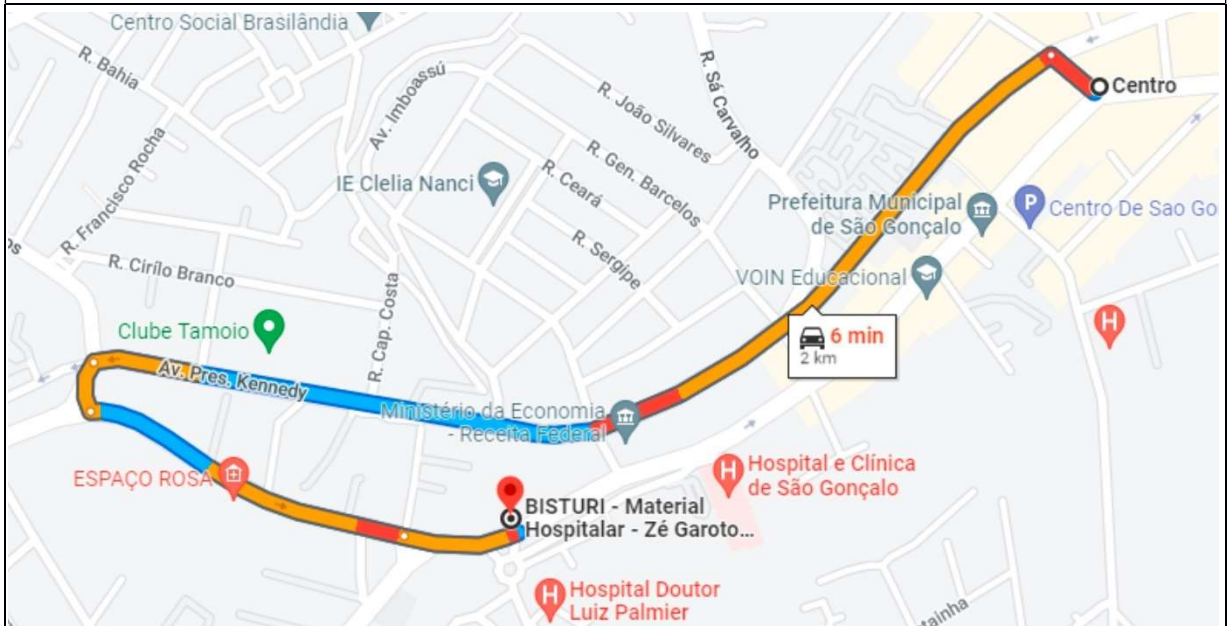 Centro Social Brasilândia
R. Bahia
Av. Imboassú
R. Sá Carvalho
R. João Silvares
Centro
R. Francisco Rocha
IE Clelia Nanci
R. Ceará
R. Gen. Barcelos
Prefeitura Municipal
de São Gonçalo
P
Centro De Sao Go
os
R. Cirílo Branco
R. Sergipe
VOIN Educacional
H
Clube Tamoio
R. Cap. Costa
6 min
2 km
Av. Pres. Kennedy
Ministério da Economia
- Receita Federal
ESPAÇO ROSA
H
Hospital e Clínica
de São Gonçalo
BISTURI - Material
Hospitalar - Zé Garoto...
H
Hospital Doutor
Luiz Palmier
tainha